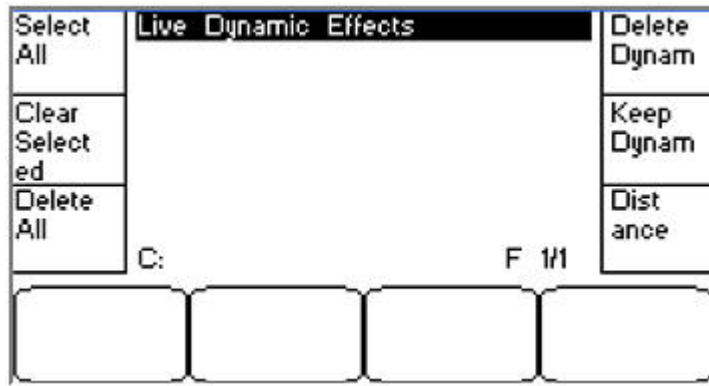 Select
All
Live Dynamic Effects
Delete
Dynam
Clear
Select
ed
Keep
Dynam
Delete
All
Dist
ance
C:
F 1/1